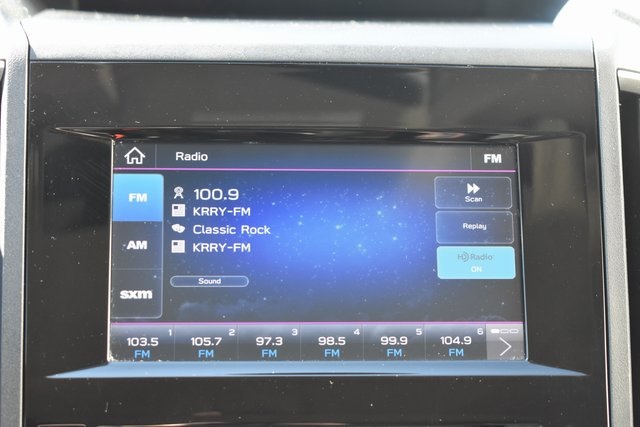 Radio FM
FM
100.9
KRRY-FM
Classic Rock
KRRY-FM
Sound
AM
sxm
Scan
Replay
HD Radio
ON
1 2 3 4 5 6
103.5 105.7 97.3 98.5 99.9 104.9
FM FM FM FM FM FM